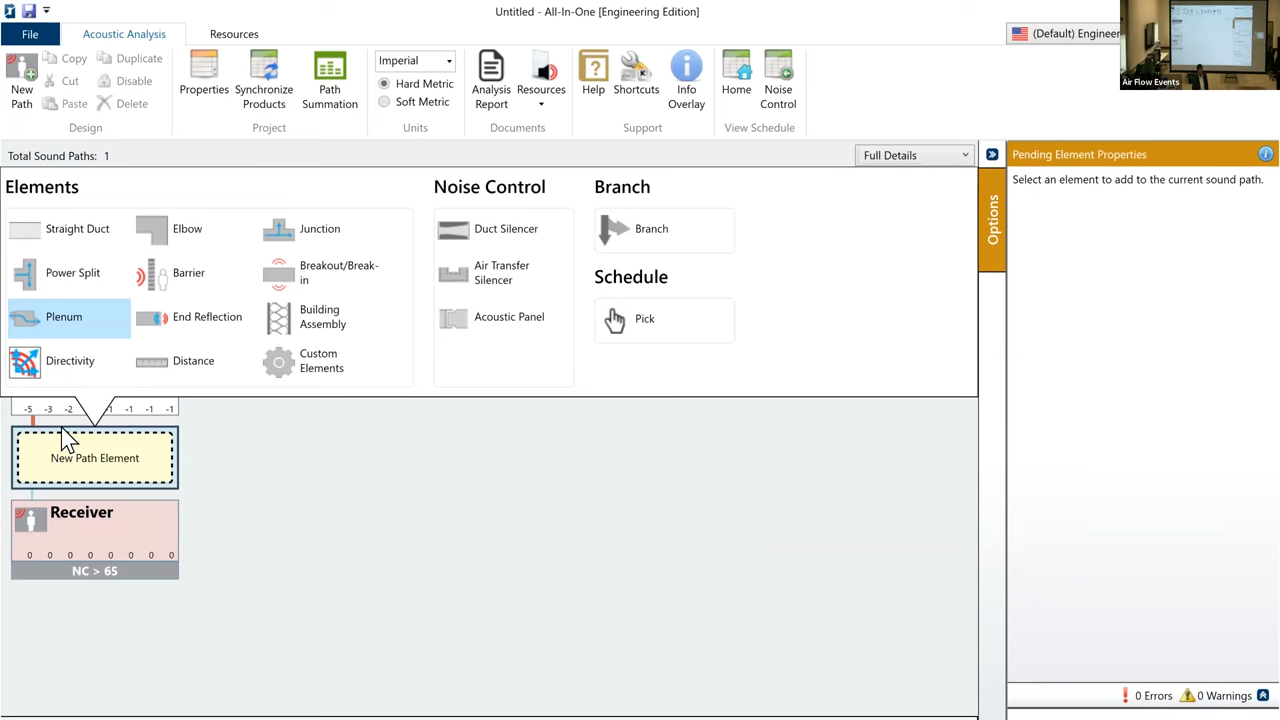 Untitled - All-In-One [Engineering Edition]
File
Acoustic Analysis
Resources
(Default) Engineer
Air Flow Events
New Path
Copy
Cut
Paste
Duplicate
Disable
Delete
Design
Properties
Synchronize Products
Path Summation
Project
Imperial
Hard Metric
Soft Metric
Units
Analysis Report
Resources
Documents
Help
Shortcuts
Info Overlay
Support
Home
Noise Control
View Schedule
Total Sound Paths: 1
Full Details
Elements
Straight Duct
Elbow
Junction
Power Split
Barrier
Breakout/Break-in
Plenum
End Reflection
Building Assembly
Directivity
Distance
Custom Elements
Noise Control
Duct Silencer
Air Transfer Silencer
Acoustic Panel
Branch
Branch
Schedule
Pick
-5 -3 -2 -1 -1 -1 -1
New Path Element
Receiver
0 0 0 0 0 0 0 0
NC > 65
Options
Pending Element Properties
Select an element to add to the current sound path.
0 Errors
0 Warnings